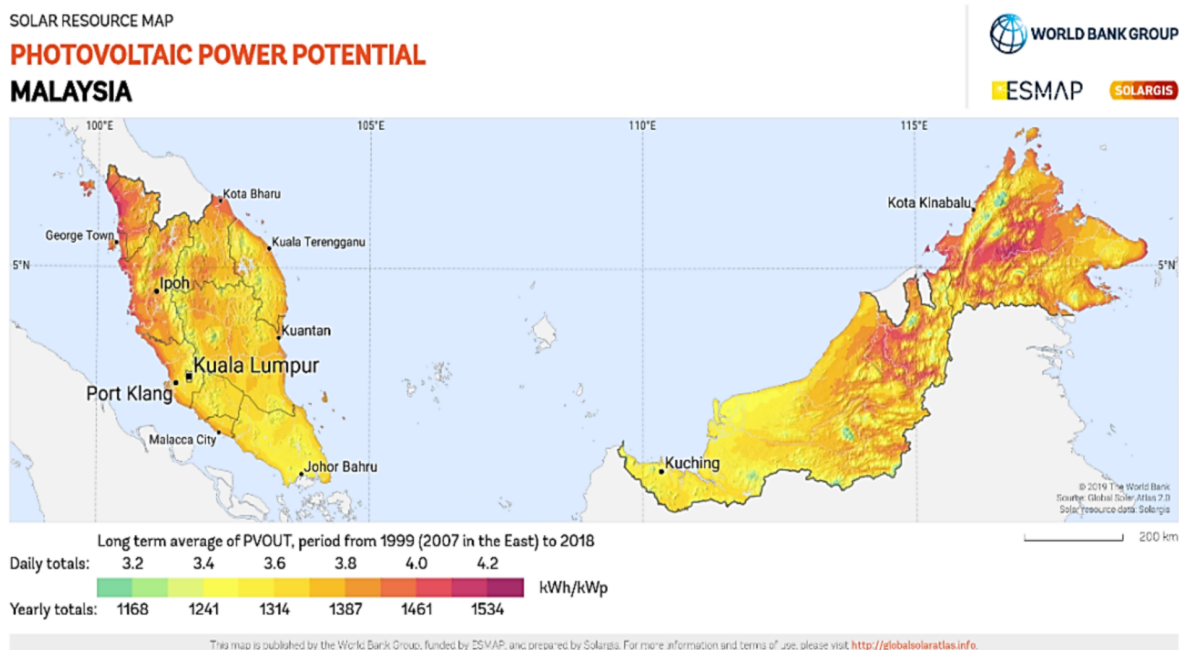 SOLAR RESOURCE MAP
PHOTOVOLTAIC POWER POTENTIAL
MALAYSIA
WORLD BANK GROUP
ESMAP
SOLARGIS
100°E 105°E 110°E 115°E
Kota Bharu
Kota Kinabalu
George Town
Kuala Terengganu
5°N 5°N
Ipoh
Kuantan
Kuala Lumpur
Port Klang
Malacca City
Johor Bahru
Kuching
© 2019 The World Bank
Source: Global Solar Atlas 2.0
Solar resource data: Solargis
200 km
Long term average of PVOUT, period from 1999 (2007 in the East) to 2018
Daily totals: 3.2 3.4 3.6 3.8 4.0 4.2
kWh/kWp
Yearly totals: 1168 1241 1314 1387 1461 1534
This map is published by the World Bank Group, funded by ESMAP, and prepared by Solargis. For more information and terms of use, please visit http://globalsolaratlas.info.